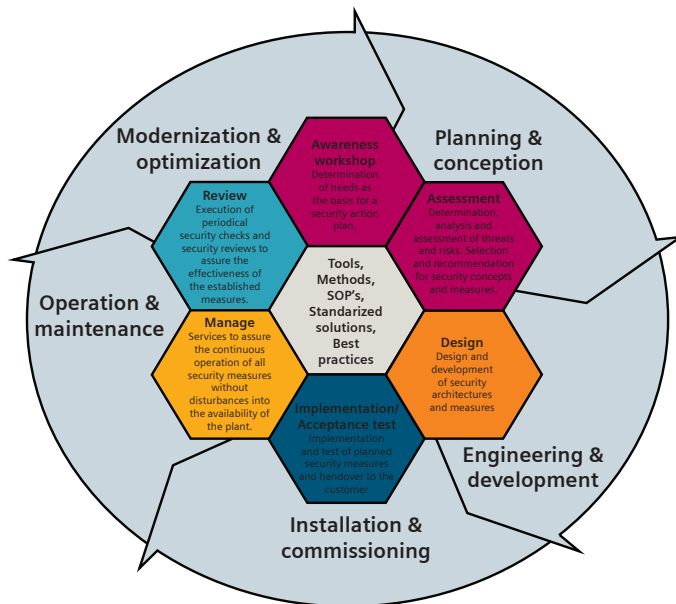 Modernization &
optimization
Planning &
conception
Awareness
workshop
Determination
of needs as
the basis for a
security action
plan.
Review
Execution of
periodical
security checks and
security reviews to
assure the
effectiveness of
the established
measures.
Assessment
Determination,
analysis and
assessment of threats
and risks. Selection
and recommendation
for security concepts
and measures.
Tools,
Methods,
SOP's,
Standarized
solutions,
Best
practices
Operation &
maintenance
Manage
Services to assure
the continuous
operation of all
security measures
without
disturbances into
the availability of
the plant.
Design
Design and
development
of security
architectures
and measures
Implementation/
Acceptance test
Implementation
and test of planned
security measures
and handover to the
customer
Engineering &
development
Installation &
commissioning